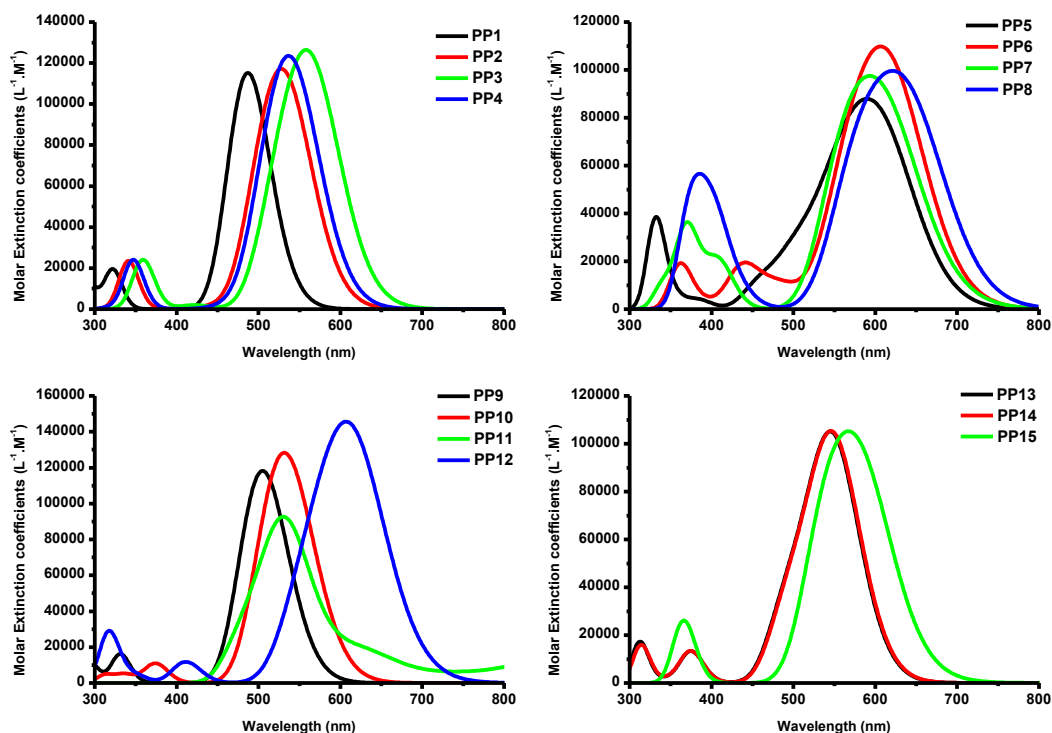 140000
120000
100000
80000
60000
40000
20000
0
300 400 500 600 700 800
Molar Extinction coefficients (L⁻¹.M⁻¹)
Wavelength (nm)
PP1
PP2
PP3
PP4
120000
100000
80000
60000
40000
20000
0
300 400 500 600 700 800
Molar Extinction coefficients (L⁻¹.M⁻¹)
Wavelength (nm)
PP5
PP6
PP7
PP8
160000
140000
120000
100000
80000
60000
40000
20000
0
300 400 500 600 700 800
Molar Extinction coefficients (L⁻¹.M⁻¹)
Wavelength (nm)
PP9
PP10
PP11
PP12
120000
100000
80000
60000
40000
20000
0
300 400 500 600 700 800
Molar Extinction coefficients (L⁻¹.M⁻¹)
Wavelength (nm)
PP13
PP14
PP15